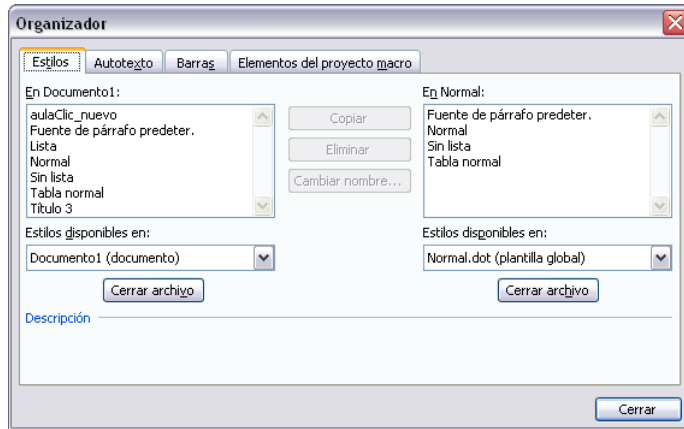 Organizador
Estilos Autotexto Barras Elementos del proyecto macro
En Documento1:
aulaClic_nuevo
Fuente de párrafo predeter.
Lista
Normal
Sin lista
Tabla normal
Título 3
Copiar
Eliminar
Cambiar nombre...
En Normal:
Fuente de párrafo predeter.
Normal
Sin lista
Tabla normal
Estilos disponibles en:
Documento1 (documento)
Cerrar archivo
Estilos disponibles en:
Normal.dot (plantilla global)
Cerrar archivo
Descripción
Cerrar